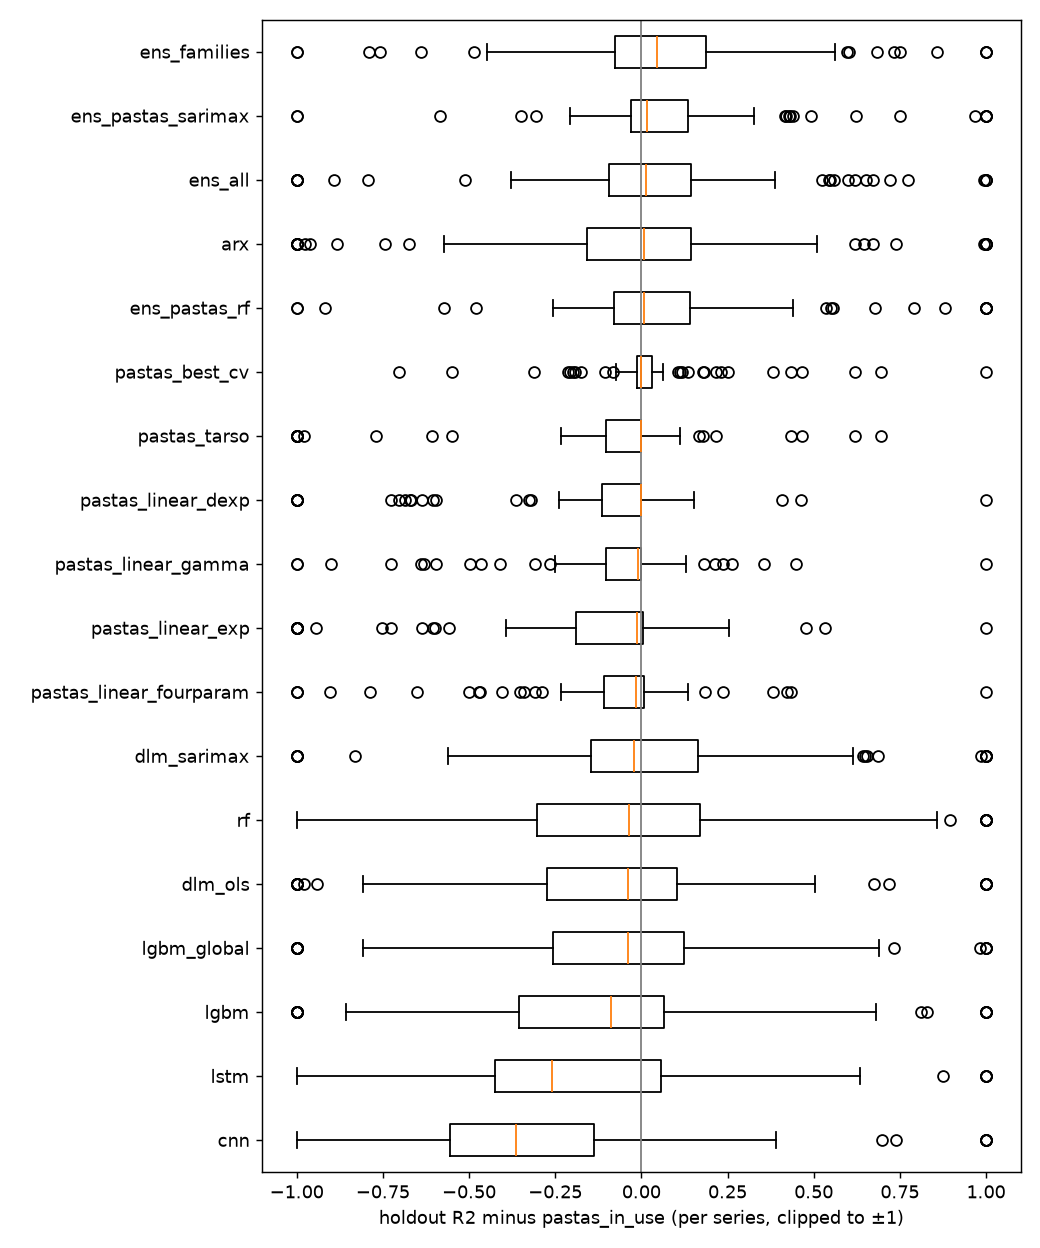 ens_families
ens_pastas_sarimax
ens_all
arx
ens_pastas_rf
pastas_best_cv
pastas_tarso
pastas_linear_dexp
pastas_linear_gamma
pastas_linear_exp
pastas_linear_fourparam
dlm_sarimax
rf
dlm_ols
lgbm_global
lgbm
lstm
cnn
−1.00 −0.75 −0.50 −0.25 0.00 0.25 0.50 0.75 1.00
holdout R2 minus pastas_in_use (per series, clipped to ±1)